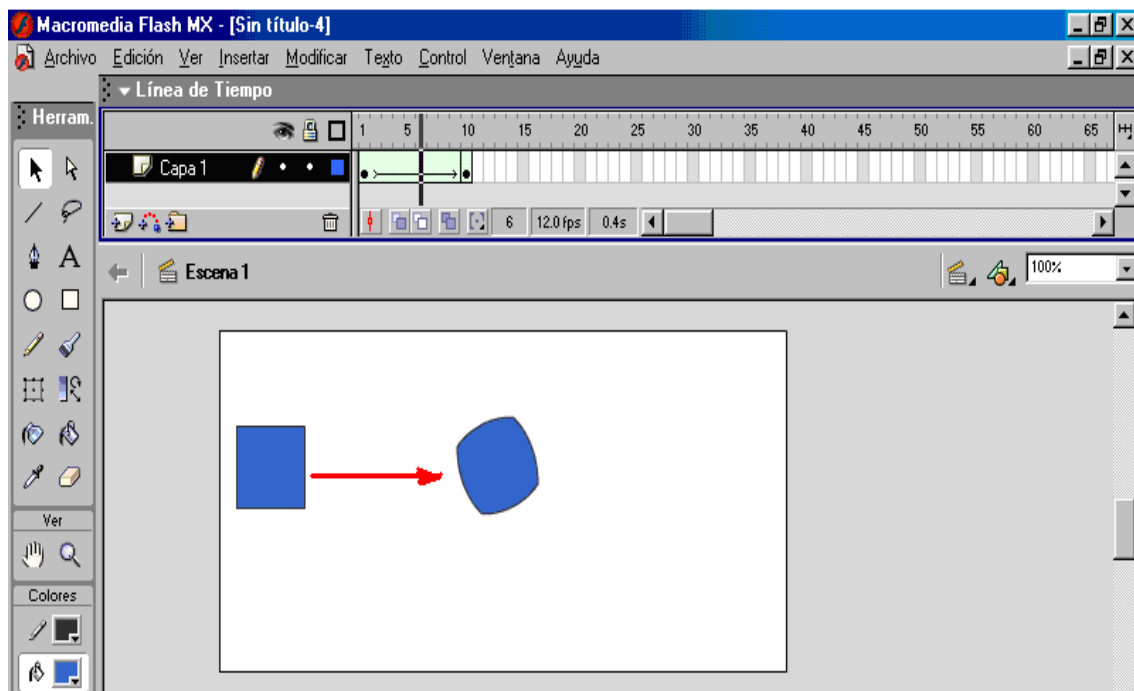 Macromedia Flash MX - [Sin título-4]
Archivo Edición Ver Insertar Modificar Texto Control Ventana Ayuda
Línea de Tiempo
Herram.
1 5 10 15 20 25 30 35 40 45 50 55 60 65
Capa 1
6 12.0 fps 0.4s
A
Escena 1
100%
Ver
Colores